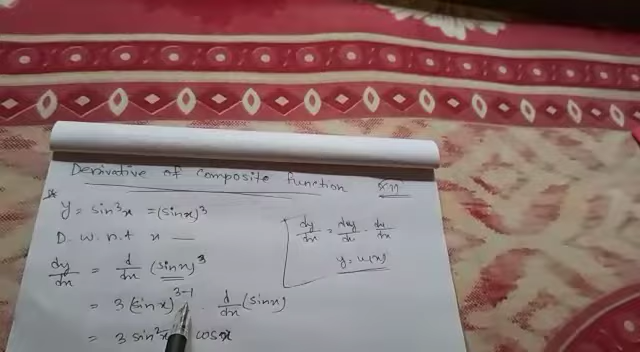 Derivative of composite function
y = sin³x = (sinx)³
D. w. r. t x —
dy/dx = d/dx (sinx)³
= 3 (sinx)³⁻¹ . d/dx (sinx)
= 3 sin²x cosx
dy/dx = dy/du . du/dx
y = u(x)